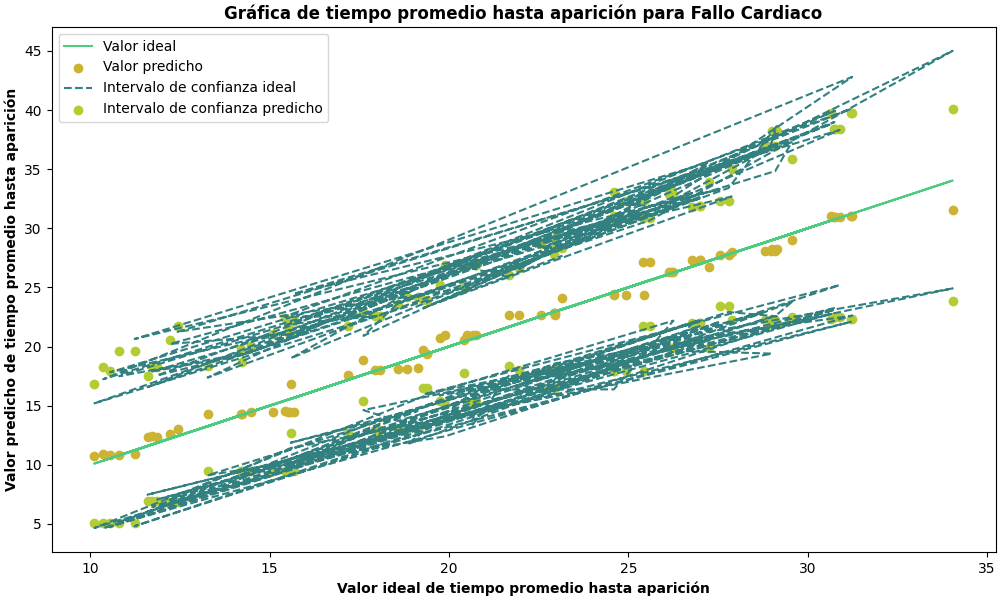 Gráfica de tiempo promedio hasta aparición para Fallo Cardiaco
Valor ideal
Valor predicho
Intervalo de confianza ideal
Intervalo de confianza predicho
Valor predicho de tiempo promedio hasta aparición
45
40
35
30
25
20
15
10
5
10 15 20 25 30 35
Valor ideal de tiempo promedio hasta aparición